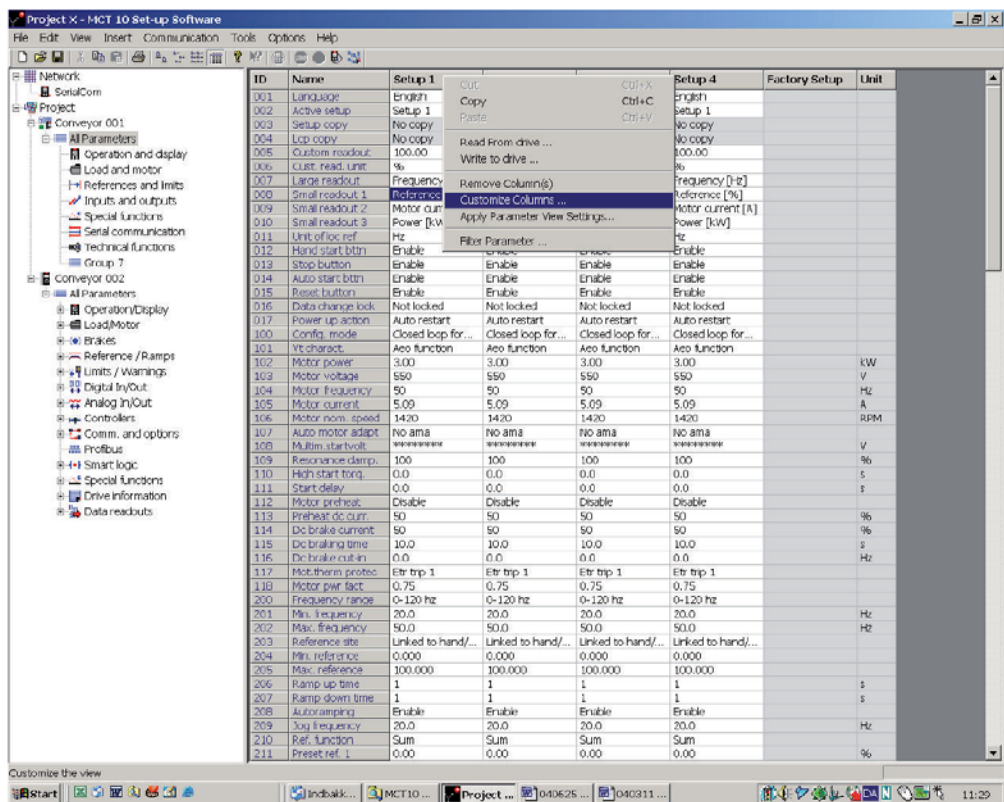 Project X - MCT 10 Set-up Software
File Edit View Insert Communication Tools Options Help
Network
SerialCom
Project
Conveyor 001
All Parameters
Operation and display
Load and motor
References and limits
Inputs and outputs
Special functions
Serial communication
Technical functions
Group 7
Conveyor 002
All Parameters
Operation/Display
Load/Motor
Brakes
Reference / Ramps
Limits / Warnings
Digital In/Out
Analog In/Out
Controllers
Comm. and options
Profibus
Smart logic
Special functions
Drive information
Data readouts
ID Name Setup 1 Setup 4 Factory Setup Unit
001 Language English English
002 Active setup Setup 1 Setup 1
003 Setup copy No copy No copy
004 Lcp copy No copy No copy
005 Custom readout 100.00 100.00
006 Cust. read. unit % %
007 Large readout Frequency Frequency [Hz]
008 Small readout 1 Reference Reference [%]
009 Small readout 2 Motor curr Motor current [A]
010 Small readout 3 Power [kW Power [kW]
011 Unit of loc ref Hz Hz
012 Hand start bttn Enable Enable Enable Enable
013 Stop button Enable Enable Enable Enable
014 Auto start bttn Enable Enable Enable Enable
015 Reset button Enable Enable Enable Enable
016 Data change lock Not locked Not locked Not locked Not locked
017 Power up action Auto restart Auto restart Auto restart Auto restart
100 Config. mode Closed loop for... Closed loop for... Closed loop for... Closed loop for...
101 Vt charact. Aeo function Aeo function Aeo function Aeo function
102 Motor power 3.00 3.00 3.00 3.00 kW
103 Motor voltage 550 550 550 550 V
104 Motor frequency 50 50 50 50 Hz
105 Motor current 5.09 5.09 5.09 5.09 A
106 Motor nom. speed 1420 1420 1420 1420 RPM
107 Auto motor adapt No ama No ama No ama No ama
108 Multim.startvolt ********* ********* ********* ********* V
109 Resonance damp. 100 100 100 100 %
110 High start torq. 0.0 0.0 0.0 0.0 s
111 Start delay 0.0 0.0 0.0 0.0 s
112 Motor preheat Disable Disable Disable Disable
113 Preheat dc curr. 50 50 50 50 %
114 Dc brake current 50 50 50 50 %
115 Dc braking time 10.0 10.0 10.0 10.0 s
116 Dc brake cut-in 0.0 0.0 0.0 0.0 Hz
117 Mot.therm protec Etr trip 1 Etr trip 1 Etr trip 1 Etr trip 1
118 Motor pwr fact 0.75 0.75 0.75 0.75
200 Frequency range 0-120 hz 0-120 hz 0-120 hz 0-120 hz
201 Min. frequency 20.0 20.0 20.0 20.0 Hz
202 Max. frequency 50.0 50.0 50.0 50.0 Hz
203 Reference site Linked to hand/... Linked to hand/... Linked to hand/... Linked to hand/...
204 Min. reference 0.000 0.000 0.000 0.000
205 Max. reference 100.000 100.000 100.000 100.000
206 Ramp up time 1 1 1 1 s
207 Ramp down time 1 1 1 1 s
208 Autoramping Enable Enable Enable Enable
209 Jog frequency 20.0 20.0 20.0 20.0 Hz
210 Ref. function Sum Sum Sum Sum
211 Preset ref. 1 0.00 0.00 0.00 0.00 %
Cut Ctrl+X
Copy Ctrl+C
Paste Ctrl+V
Read From drive ...
Write to drive ...
Remove Column(s)
Customize Columns ...
Apply Parameter View Settings...
Filter Parameter ...
Customize the view
Start Indbakk... MCT10 ... Project ... 040625 ... 040311 ... DA 11:29